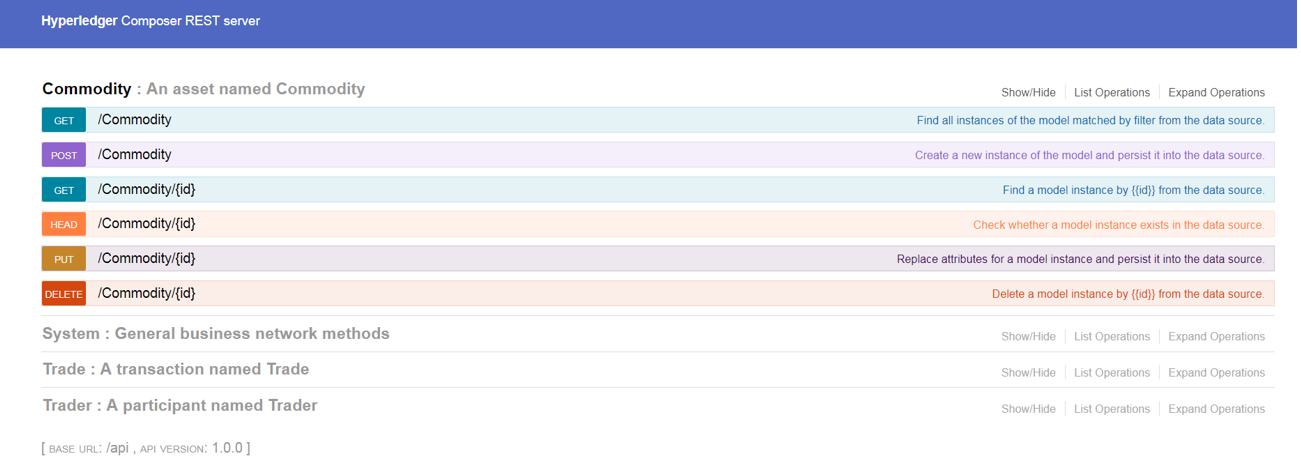 Hyperledger Composer REST server
Commodity : An asset named Commodity Show/Hide List Operations Expand Operations
GET /Commodity Find all instances of the model matched by filter from the data source.
POST /Commodity Create a new instance of the model and persist it into the data source.
GET /Commodity/{id} Find a model instance by {{id}} from the data source.
HEAD /Commodity/{id} Check whether a model instance exists in the data source.
PUT /Commodity/{id} Replace attributes for a model instance and persist it into the data source.
DELETE /Commodity/{id} Delete a model instance by {{id}} from the data source.
System : General business network methods Show/Hide List Operations Expand Operations
Trade : A transaction named Trade Show/Hide List Operations Expand Operations
Trader : A participant named Trader Show/Hide List Operations Expand Operations
[ BASE URL: /api , API VERSION: 1.0.0 ]